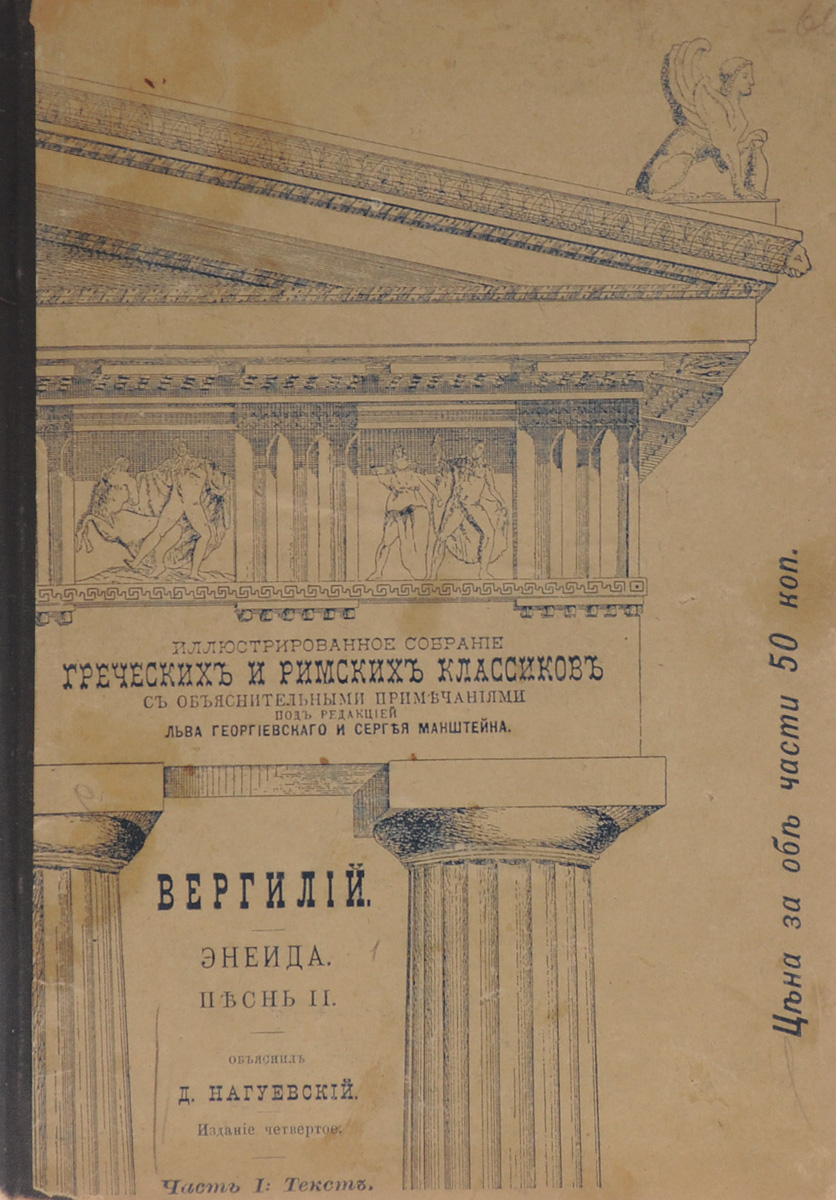 ИЛЛЮСТРИРОВАННОЕ СОБРАНІЕ
ГРЕЧЕСКИХЪ И РИМСКИХЪ КЛАССИКОВЪ
СЪ ОБЪЯСНИТЕЛЬНЫМИ ПРИМѢЧАНІЯМИ
ПОДЪ РЕДАКЦІЕЙ
ЛЬВА ГЕОРГІЕВСКАГО И СЕРГѢЯ МАНШТЕЙНА.
ВЕРГИЛІЙ.
ЭНЕИДА.
ПѢСНЬ II.
ОБЪЯСНИЛЪ
Д. НАГУЕВСКІЙ.
Изданіе четвертое.
Часть I: Текстъ.
Цѣна за обѣ части 50 коп.